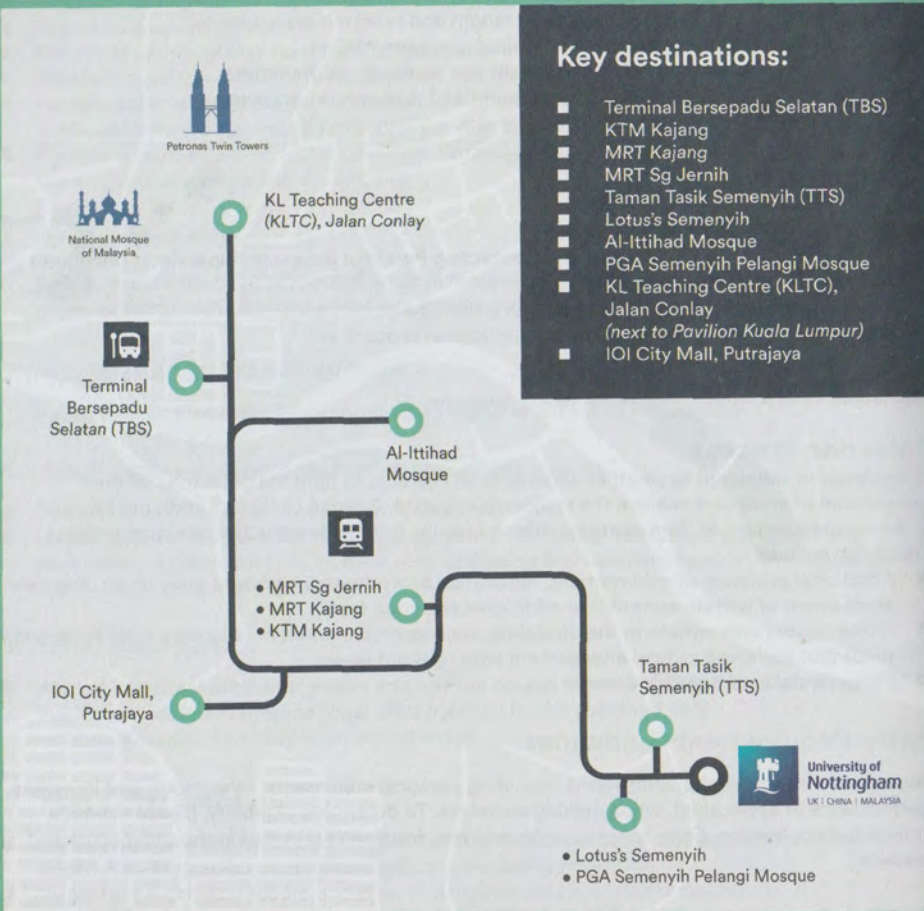 Key destinations:
Terminal Bersepadu Selatan (TBS)
KTM Kajang
MRT Kajang
MRT Sg Jernih
Taman Tasik Semenyih (TTS)
Lotus's Semenyih
Al-Ittihad Mosque
PGA Semenyih Pelangi Mosque
KL Teaching Centre (KLTC),
Jalan Conlay
(next to Pavilion Kuala Lumpur)
IOI City Mall, Putrajaya
Petronas Twin Towers
KL Teaching Centre
(KLTC), Jalan Conlay
National Mosque
of Malaysia
Terminal
Bersepadu
Selatan (TBS)
Al-Ittihad
Mosque
• MRT Sg Jernih
• MRT Kajang
• KTM Kajang
IOI City Mall,
Putrajaya
Taman Tasik
Semenyih (TTS)
University of
Nottingham
UK | CHINA | MALAYSIA
• Lotus's Semenyih
• PGA Semenyih Pelangi Mosque